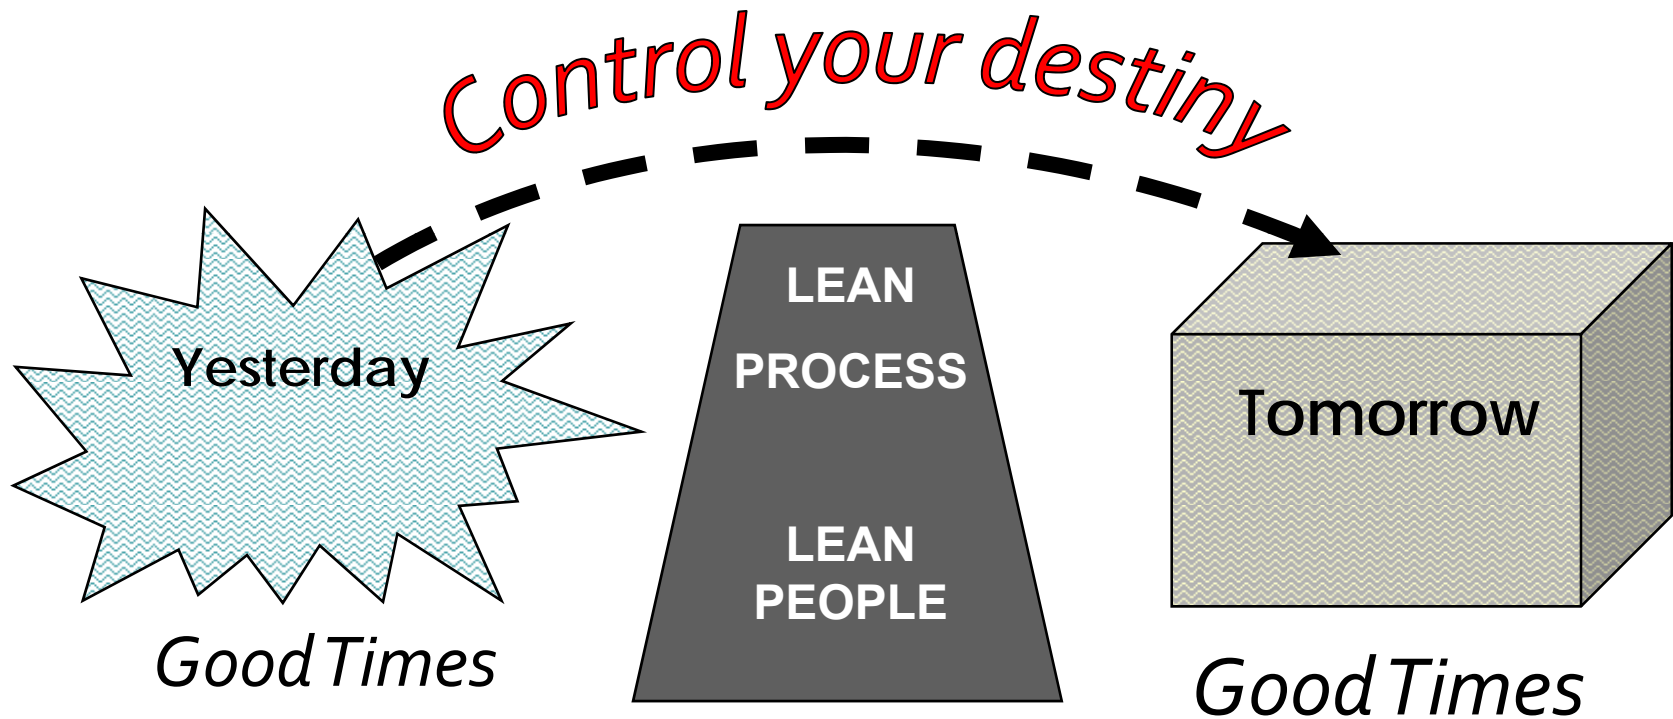 Control your destiny
Yesterday
Good Times
LEAN
PROCESS
LEAN
PEOPLE
Tomorrow
Good Times